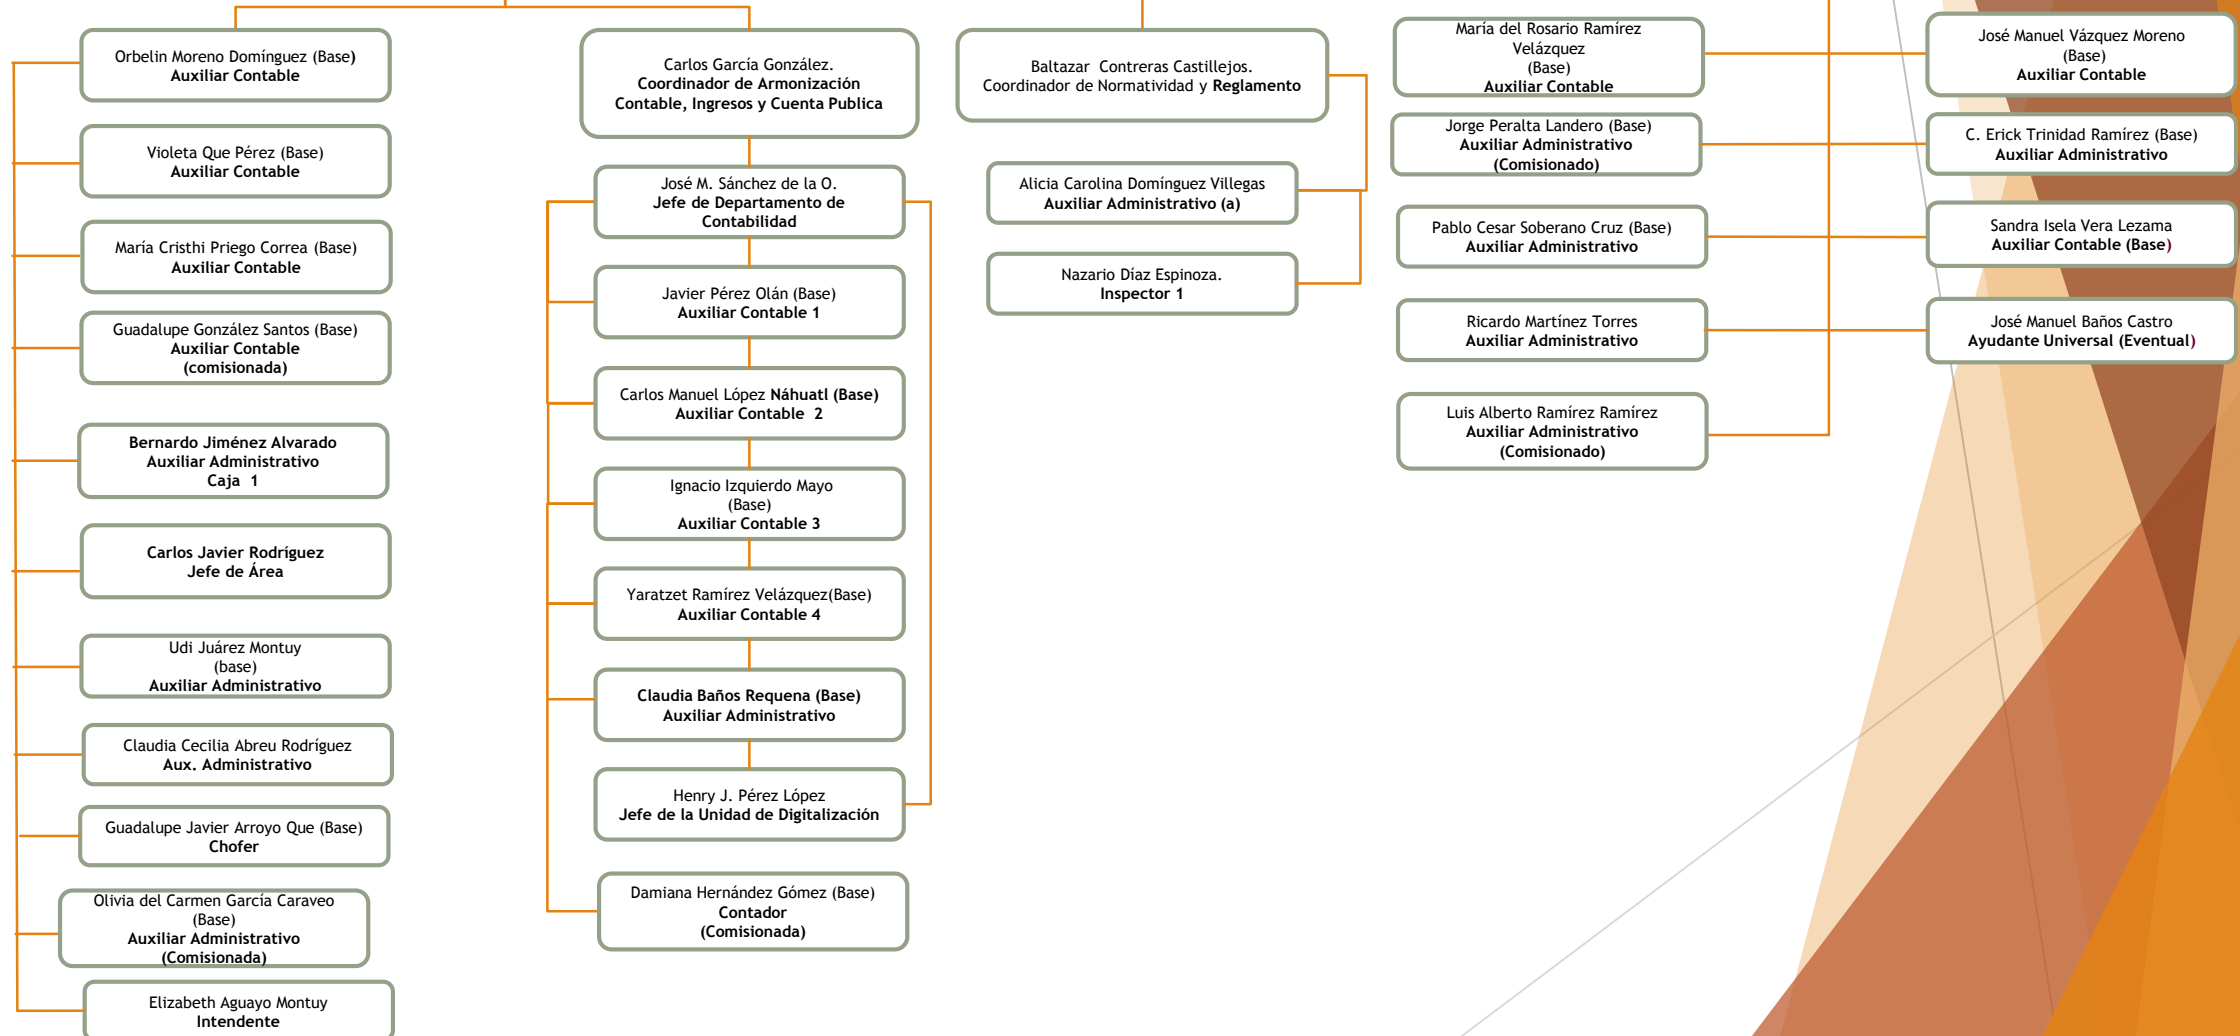 Orbelin Moreno Domínguez (Base)
Auxiliar Contable
Violeta Que Pérez (Base)
Auxiliar Contable
María Cristhi Priego Correa (Base)
Auxiliar Contable
Guadalupe González Santos (Base)
Auxiliar Contable
(comisionada)
Bernardo Jiménez Alvarado
Auxiliar Administrativo
Caja 1
Carlos Javier Rodríguez
Jefe de Área
Udi Juárez Montuy
(base)
Auxiliar Administrativo
Claudia Cecilia Abreu Rodríguez
Aux. Administrativo
Guadalupe Javier Arroyo Que (Base)
Chofer
Olivia del Carmen García Caraveo
(Base)
Auxiliar Administrativo
(Comisionada)
Elizabeth Aguayo Montuy
Intendente
Carlos García González.
Coordinador de Armonización
Contable, Ingresos y Cuenta Publica
José M. Sánchez de la O.
Jefe de Departamento de
Contabilidad
Javier Pérez Olán (Base)
Auxiliar Contable 1
Carlos Manuel López Náhuatl (Base)
Auxiliar Contable 2
Ignacio Izquierdo Mayo
(Base)
Auxiliar Contable 3
Yaratzet Ramírez Velázquez(Base)
Auxiliar Contable 4
Claudia Baños Requena (Base)
Auxiliar Administrativo
Henry J. Pérez López
Jefe de la Unidad de Digitalización
Damiana Hernández Gómez (Base)
Contador
(Comisionada)
Baltazar Contreras Castillejos.
Coordinador de Normatividad y Reglamento
Alicia Carolina Domínguez Villegas
Auxiliar Administrativo (a)
Nazario Díaz Espinoza.
Inspector 1
María del Rosario Ramírez
Velázquez
(Base)
Auxiliar Contable
Jorge Peralta Landero (Base)
Auxiliar Administrativo
(Comisionado)
Pablo Cesar Soberano Cruz (Base)
Auxiliar Administrativo
Ricardo Martínez Torres
Auxiliar Administrativo
Luis Alberto Ramírez Ramírez
Auxiliar Administrativo
(Comisionado)
José Manuel Vázquez Moreno
(Base)
Auxiliar Contable
C. Erick Trinidad Ramírez (Base)
Auxiliar Administrativo
Sandra Isela Vera Lezama
Auxiliar Contable (Base)
José Manuel Baños Castro
Ayudante Universal (Eventual)